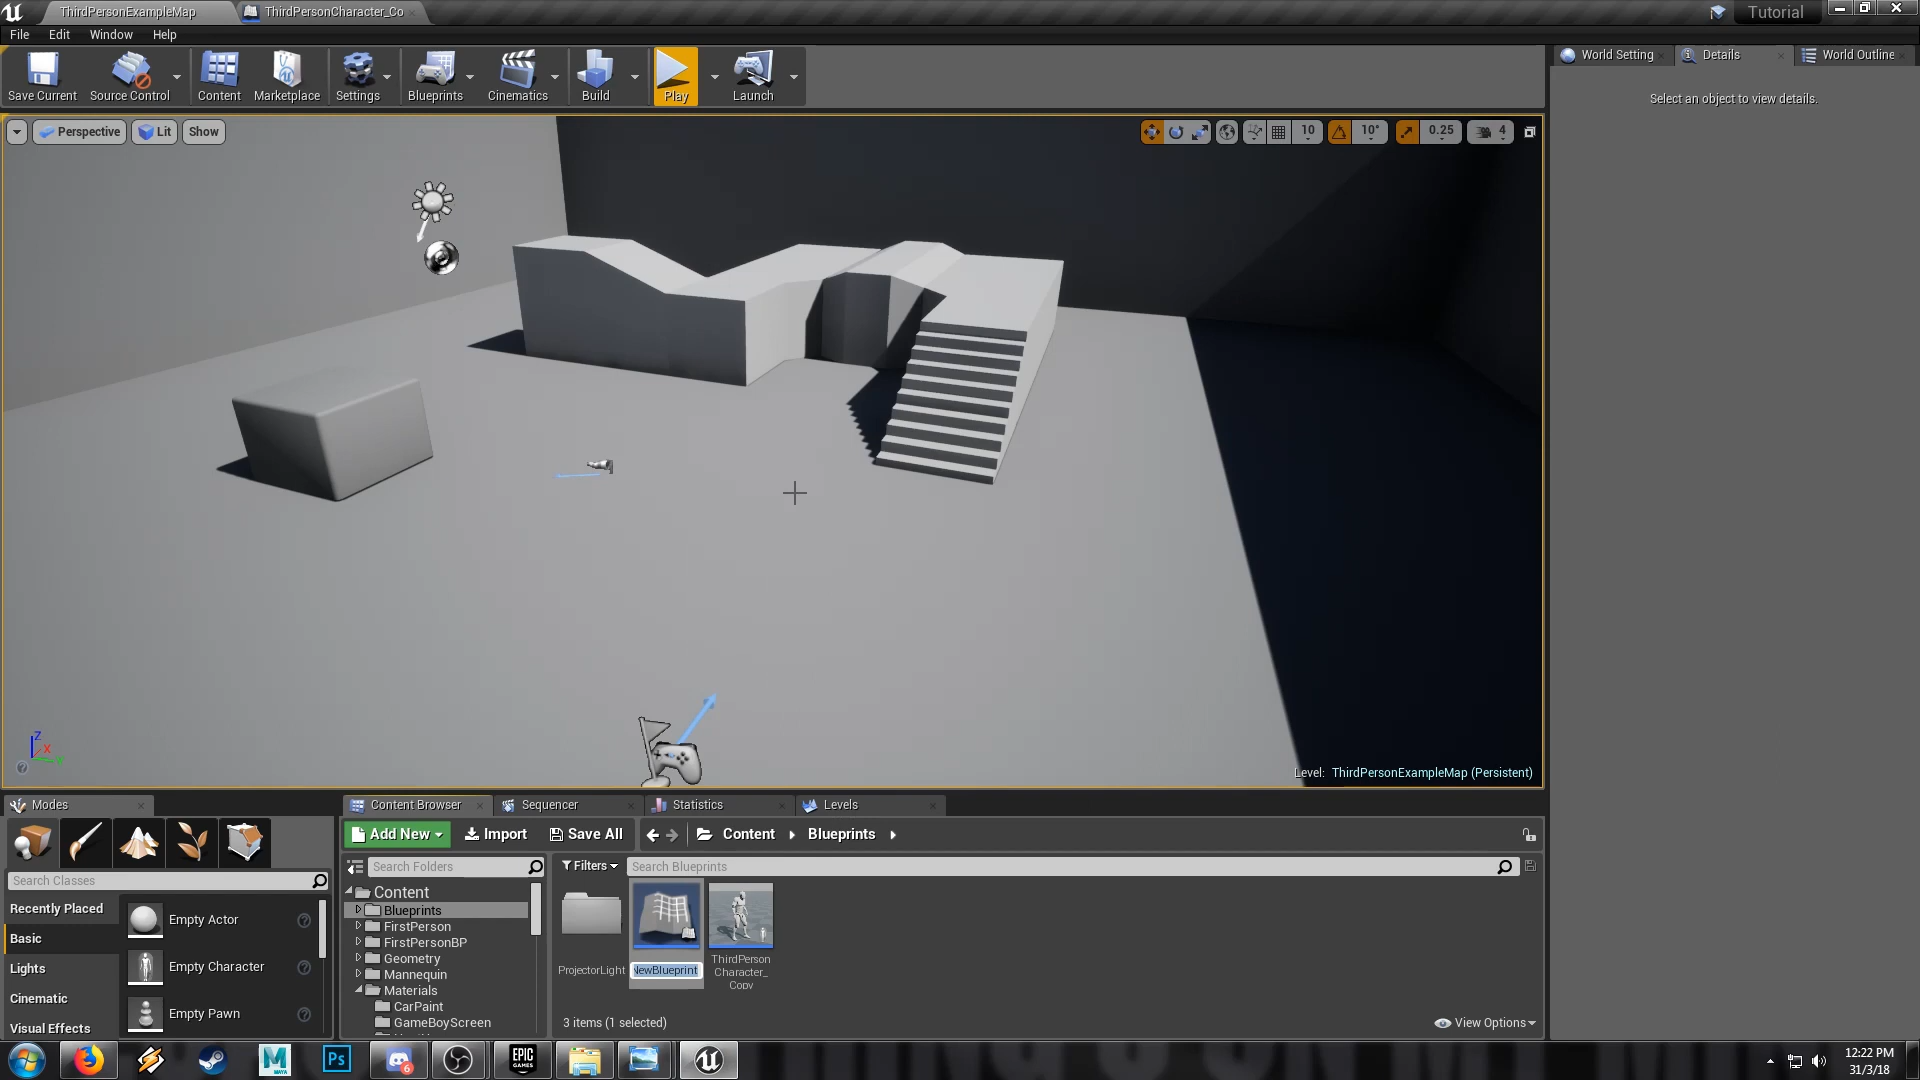 ThirdPersonExampleMap
ThirdPersonCharacter_Co
Tutorial
File Edit Window Help
Save Current
Source Control
Content
Marketplace
Settings
Blueprints
Cinematics
Build
Play
Launch
World Setting
Details
World Outline
Select an object to view details.
Perspective
Lit
Show
10
10°
0.25
4
Z
X
Y
Level: ThirdPersonExampleMap (Persistent)
Modes
Content Browser
Sequencer
Statistics
Levels
Add New
Import
Save All
Content
Blueprints
Search Classes
Search Folders
Filters
Search Blueprints
Recently Placed
Basic
Lights
Cinematic
Visual Effects
Empty Actor
Empty Character
Empty Pawn
Content
Blueprints
FirstPerson
FirstPersonBP
Geometry
Mannequin
Materials
CarPaint
GameBoyScreen
ProjectorLight
NewBlueprint
ThirdPerson
Character_
Copy
3 items (1 selected)
View Options
MAYA
Ps
6
EPIC
GAMES
12:22 PM
31/3/18